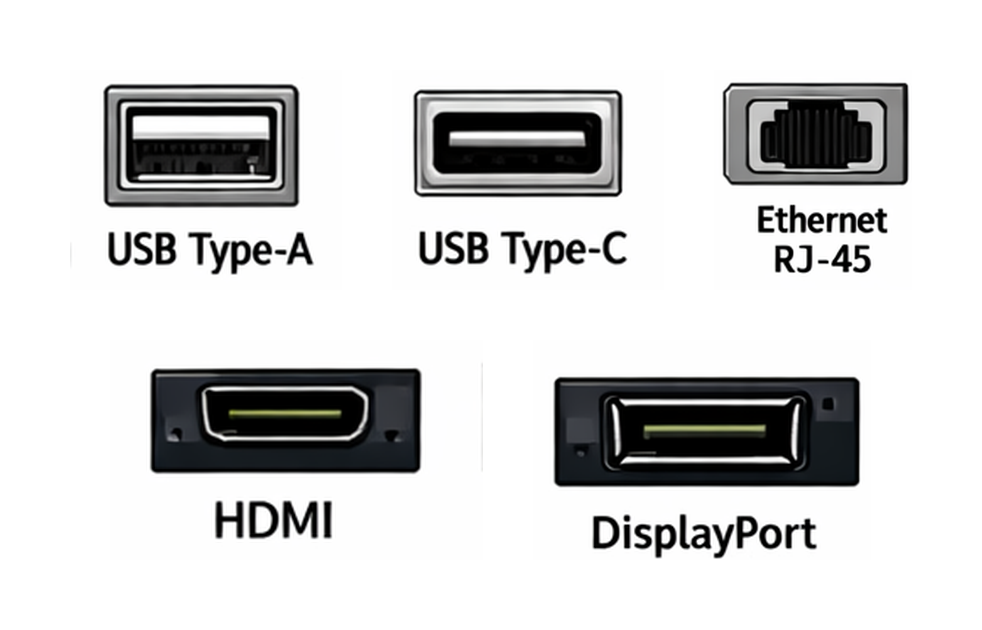 USB Type-A
USB Type-C
Ethernet
RJ-45
HDMI
DisplayPort